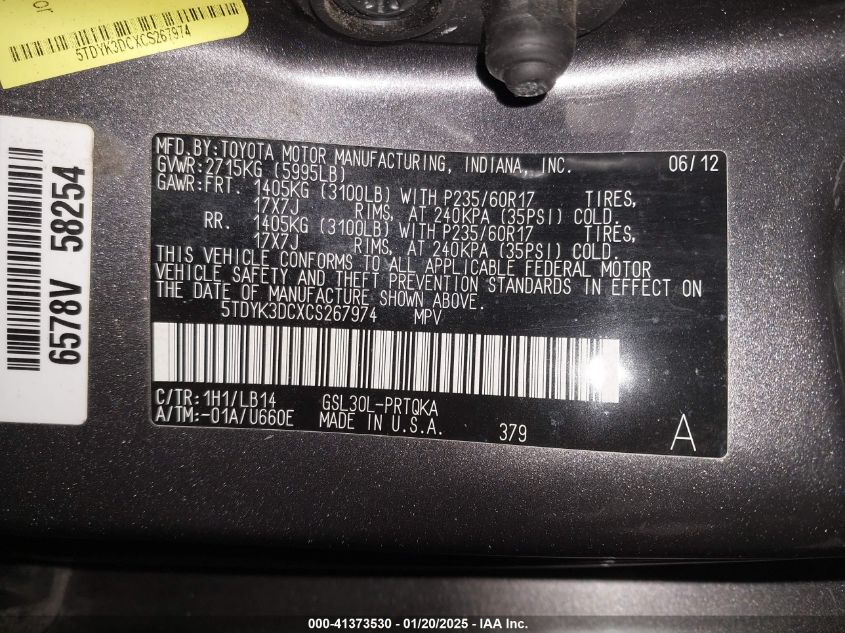 or
5TDYK3DCXCS267974
6578V 58254
MFD.BY:TOYOTA MOTOR MANUFACTURING, INDIANA, INC. 06/12
GVWR:2715KG (5995LB)
GAWR:FRT. 1405KG (3100LB) WITH P235/60R17 TIRES,
17X7J RIMS, AT 240KPA (35PSI) COLD.
RR. 1405KG (3100LB) WITH P235/60R17 TIRES,
17X7J RIMS, AT 240KPA (35PSI) COLD.
THIS VEHICLE CONFORMS TO ALL APPLICABLE FEDERAL MOTOR
VEHICLE SAFETY AND THEFT PREVENTION STANDARDS IN EFFECT ON
THE DATE OF MANUFACTURE SHOWN ABOVE.
5TDYK3DCXCS267974 MPV
C/TR:1H1/LB14 GSL30L-PRTQKA
A/TM:-01A/U660E MADE IN U.S.A. 379 A
000-41373530 - 01/20/2025 - IAA Inc.